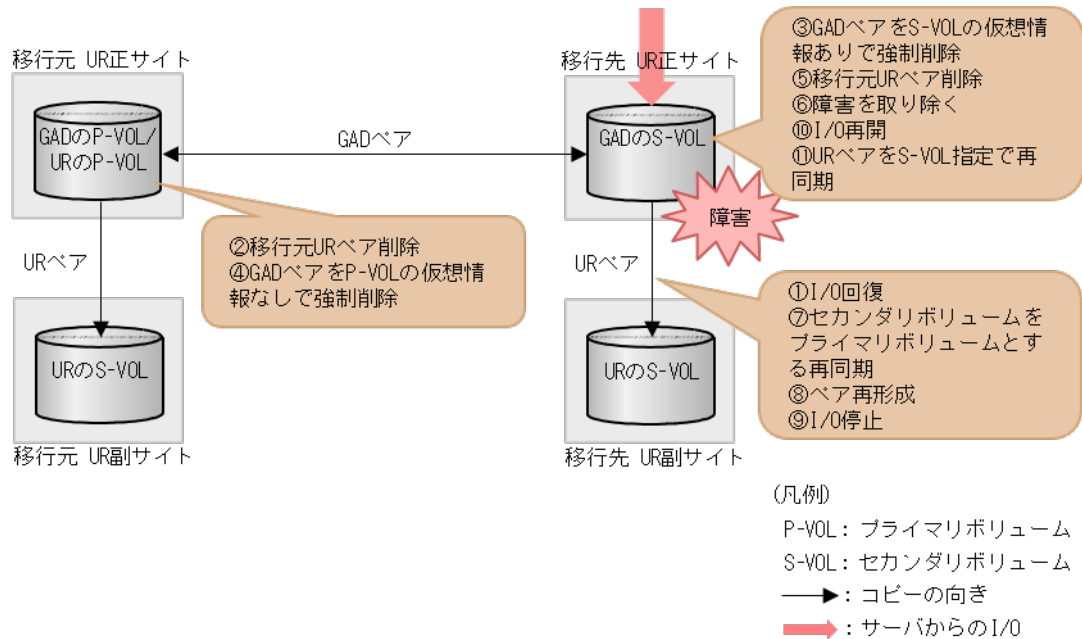 移行元 UR正サイト
GADのP-VOL/
URのP-VOL
GADペア
移行先 UR正サイト
GADのS-VOL
障害
③GADペアをS-VOLの仮想情
報ありで強制削除
⑤移行元URペア削除
⑥障害を取り除く
⑩I/O再開
⑪URペアをS-VOL指定で再
同期
②移行元URペア削除
④GADペアをP-VOLの仮想情
報なしで強制削除
URペア
URペア
①I/O回復
⑦セカンダリボリュームを
プライマリボリュームとす
る再同期
⑧ペア再形成
⑨I/O停止
URのS-VOL
移行元 UR副サイト
URのS-VOL
移行先 UR副サイト
(凡例)
P-VOL: プライマリボリューム
S-VOL: セカンダリボリューム
: コピーの向き
: サーバからのI/O